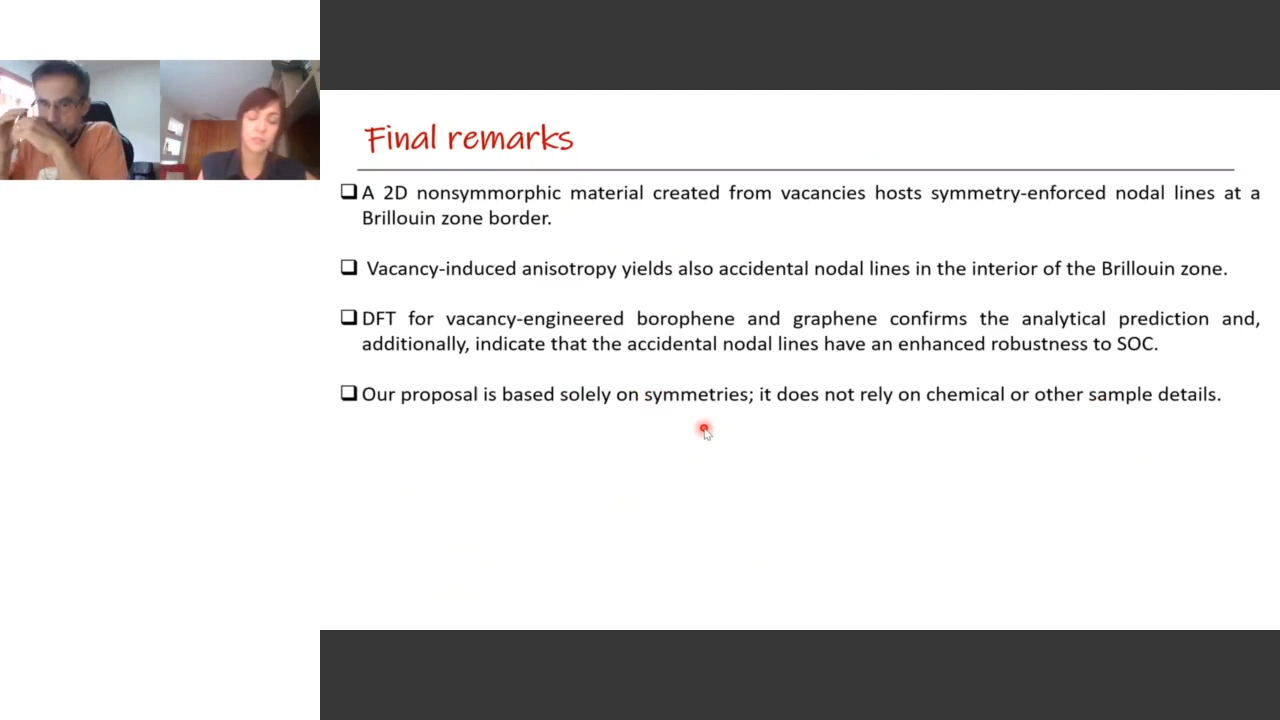 Final remarks
A 2D nonsymmorphic material created from vacancies hosts symmetry-enforced nodal lines at a
Brillouin zone border.
Vacancy-induced anisotropy yields also accidental nodal lines in the interior of the Brillouin zone.
DFT for vacancy-engineered borophene and graphene confirms the analytical prediction and,
additionally, indicate that the accidental nodal lines have an enhanced robustness to SOC.
Our proposal is based solely on symmetries; it does not rely on chemical or other sample details.